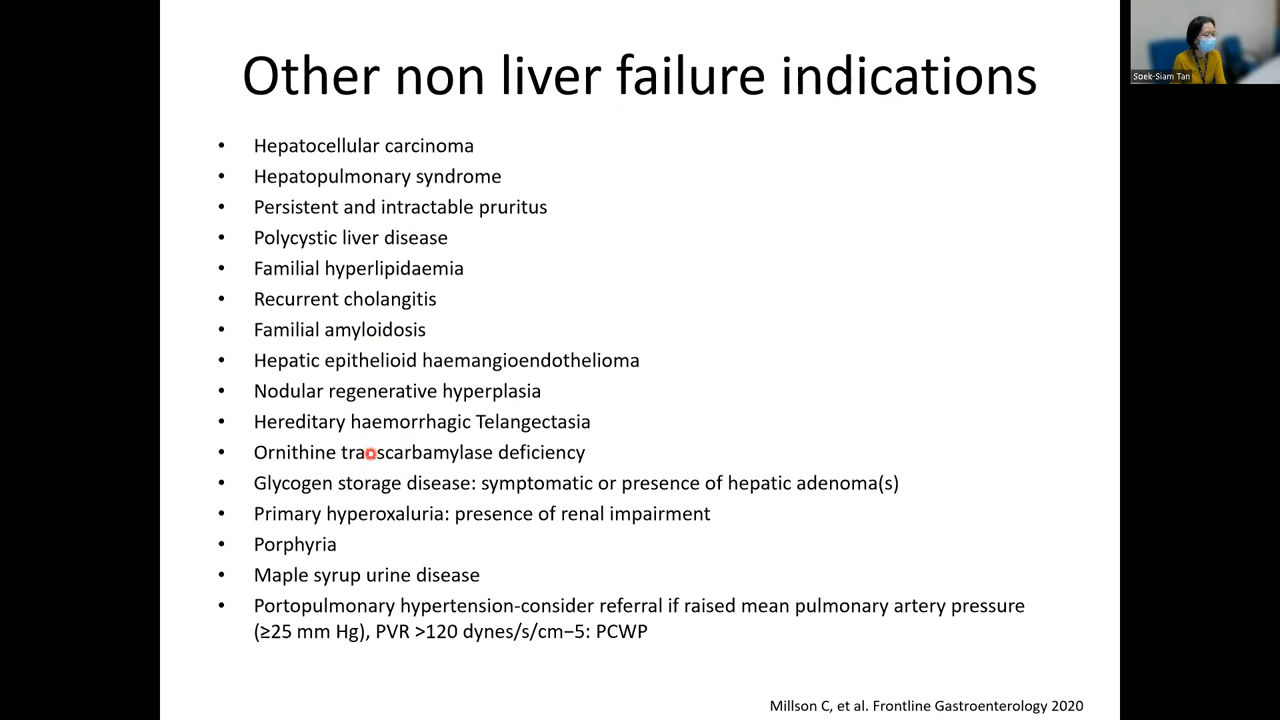 Other non liver failure indications
• Hepatocellular carcinoma
• Hepatopulmonary syndrome
• Persistent and intractable pruritus
• Polycystic liver disease
• Familial hyperlipidaemia
• Recurrent cholangitis
• Familial amyloidosis
• Hepatic epithelioid haemangioendothelioma
• Nodular regenerative hyperplasia
• Hereditary haemorrhagic Telangectasia
• Ornithine transcarbamylase deficiency
• Glycogen storage disease: symptomatic or presence of hepatic adenoma(s)
• Primary hyperoxaluria: presence of renal impairment
• Porphyria
• Maple syrup urine disease
• Portopulmonary hypertension-consider referral if raised mean pulmonary artery pressure
(≥25 mm Hg), PVR >120 dynes/s/cm−5: PCWP
Millson C, et al. Frontline Gastroenterology 2020
Soek-Siam Tan